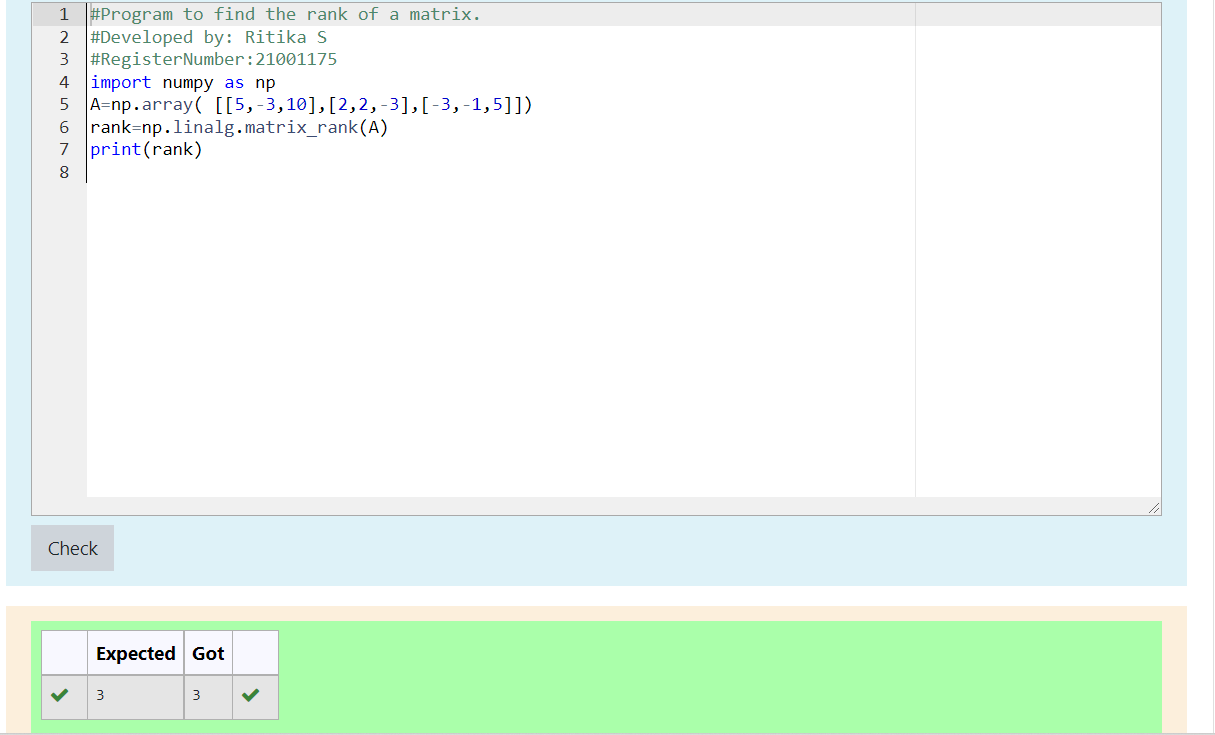 1 #Program to find the rank of a matrix.
2 #Developed by: Ritika S
3 #RegisterNumber:21001175
4 import numpy as np
5 A=np.array( [[5,-3,10],[2,2,-3],[-3,-1,5]])
6 rank=np.linalg.matrix_rank(A)
7 print(rank)
8
Check
Expected Got
3 3